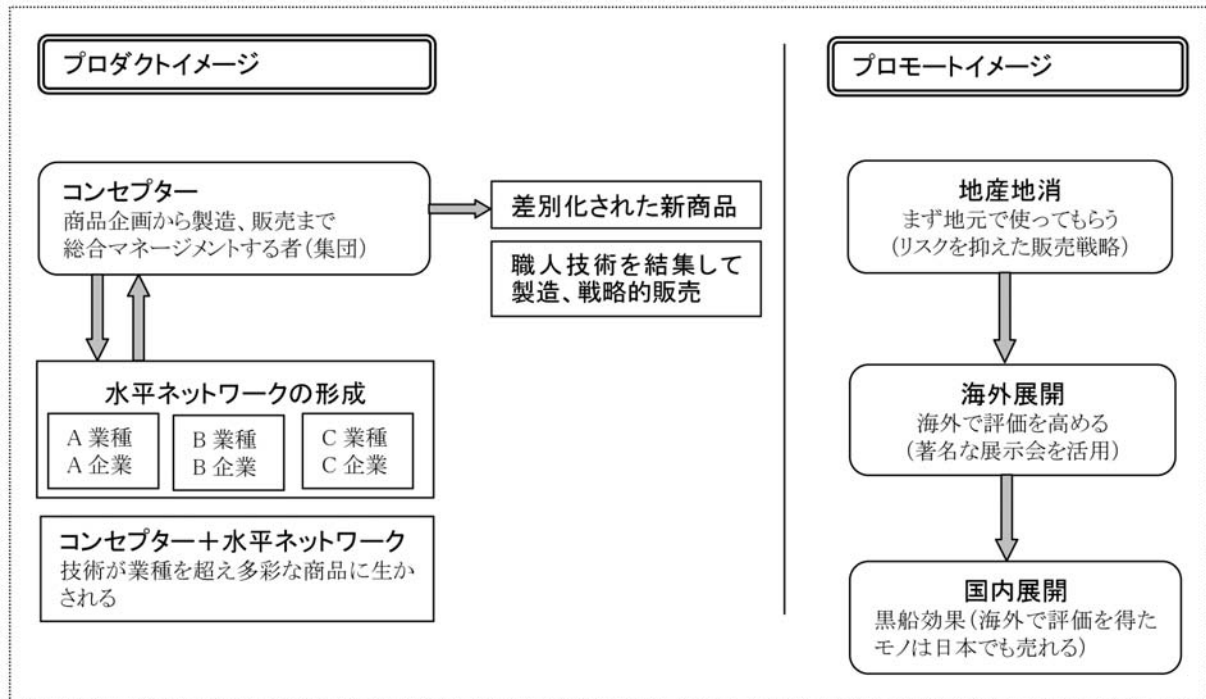 プロダクトイメージ
コンセプター
商品企画から製造、販売まで
総合マネージメントする者(集団)
差別化された新商品
職人技術を結集して
製造、戦略的販売
水平ネットワークの形成
A 業種
A 企業
B 業種
B 企業
C 業種
C 企業
コンセプター+水平ネットワーク
技術が業種を超え多彩な商品に生か
される
プロモートイメージ
地産地消
まず地元で使ってもらう
(リスクを抑えた販売戦略)
海外展開
海外で評価を高める
(著名な展示会を活用)
国内展開
黒船効果(海外で評価を得た
モノは日本でも売れる)